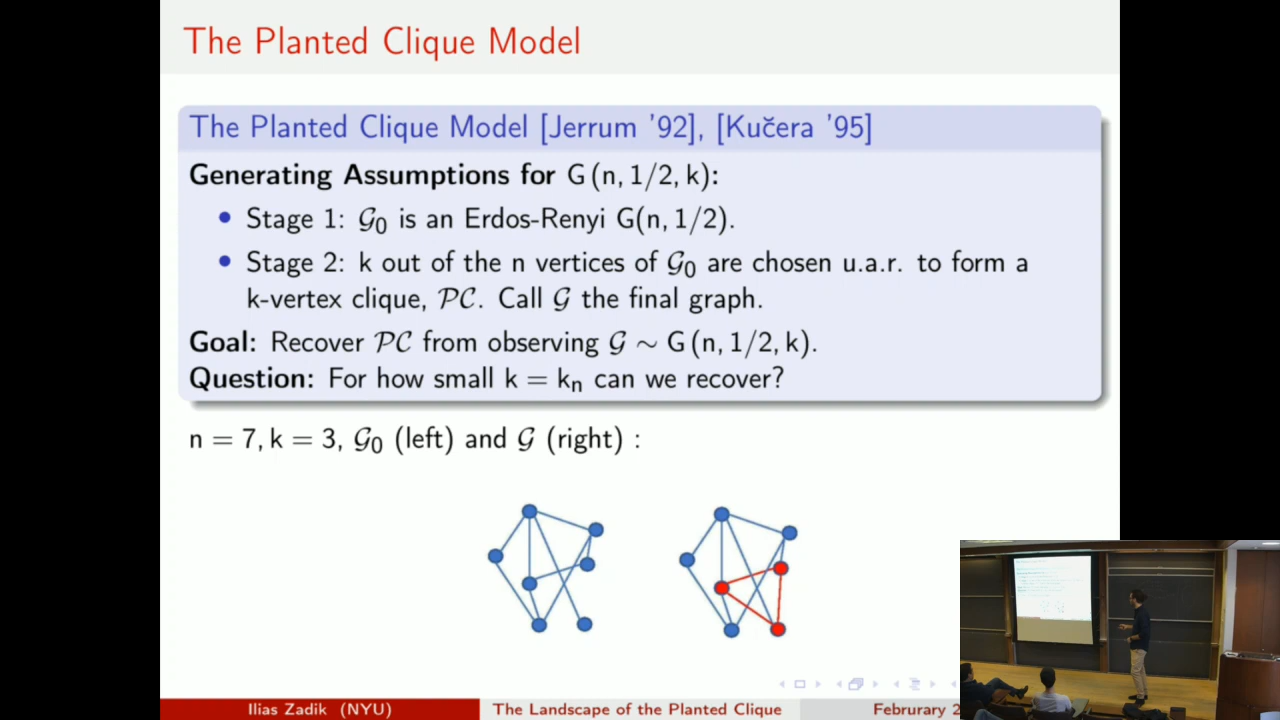 The Planted Clique Model
The Planted Clique Model [Jerrum '92], [Kučera '95]
Generating Assumptions for G(n, 1/2, k):
• Stage 1: 𝒢₀ is an Erdos-Renyi G(n, 1/2).
• Stage 2: k out of the n vertices of 𝒢₀ are chosen u.a.r. to form a
k-vertex clique, 𝒫𝒞. Call 𝒢 the final graph.
Goal: Recover 𝒫𝒞 from observing 𝒢 ∼ G(n, 1/2, k).
Question: For how small k = kₙ can we recover?
n = 7, k = 3, 𝒢₀ (left) and 𝒢 (right) :
Ilias Zadik (NYU)
The Landscape of the Planted Clique
Februrary 2